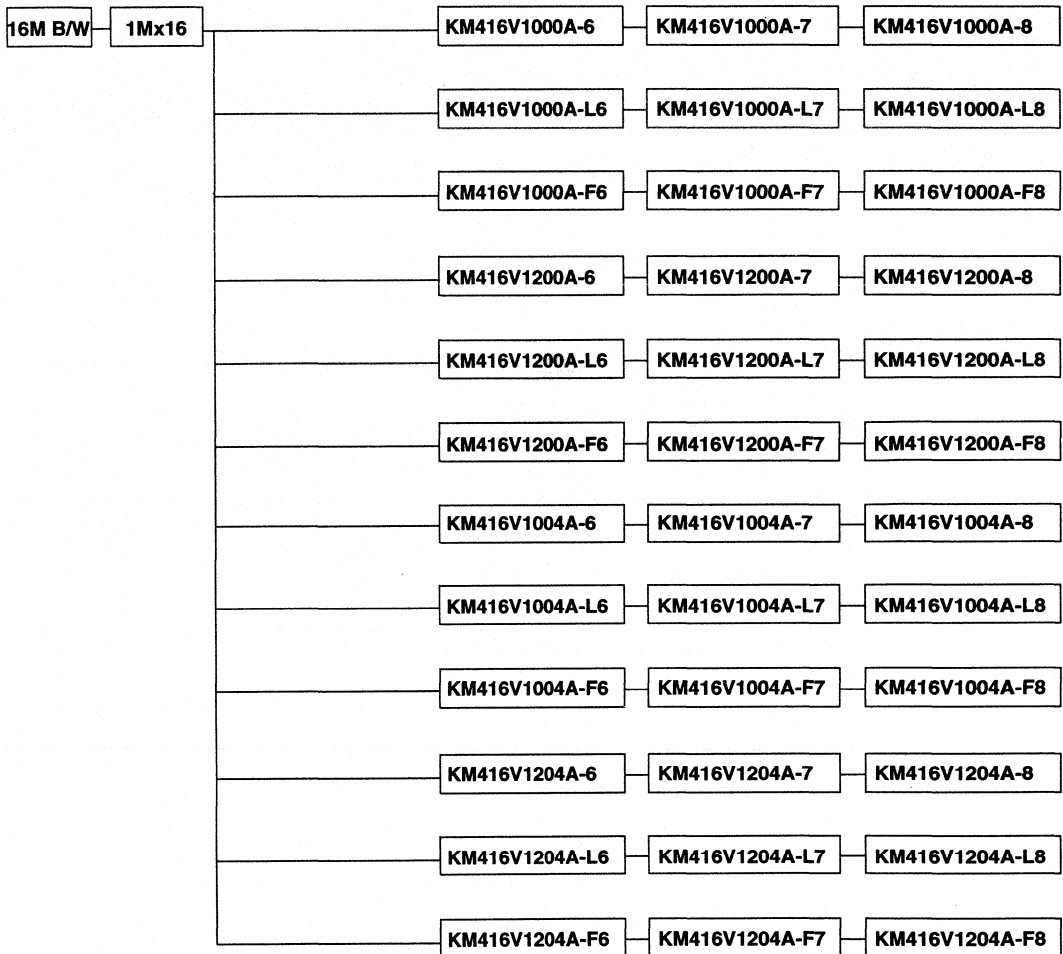 16M B/W 1Mx16 KM416V1000A-6 KM416V1000A-7 KM416V1000A-8
KM416V1000A-L6 KM416V1000A-L7 KM416V1000A-L8
KM416V1000A-F6 KM416V1000A-F7 KM416V1000A-F8
KM416V1200A-6 KM416V1200A-7 KM416V1200A-8
KM416V1200A-L6 KM416V1200A-L7 KM416V1200A-L8
KM416V1200A-F6 KM416V1200A-F7 KM416V1200A-F8
KM416V1004A-6 KM416V1004A-7 KM416V1004A-8
KM416V1004A-L6 KM416V1004A-L7 KM416V1004A-L8
KM416V1004A-F6 KM416V1004A-F7 KM416V1004A-F8
KM416V1204A-6 KM416V1204A-7 KM416V1204A-8
KM416V1204A-L6 KM416V1204A-L7 KM416V1204A-L8
KM416V1204A-F6 KM416V1204A-F7 KM416V1204A-F8